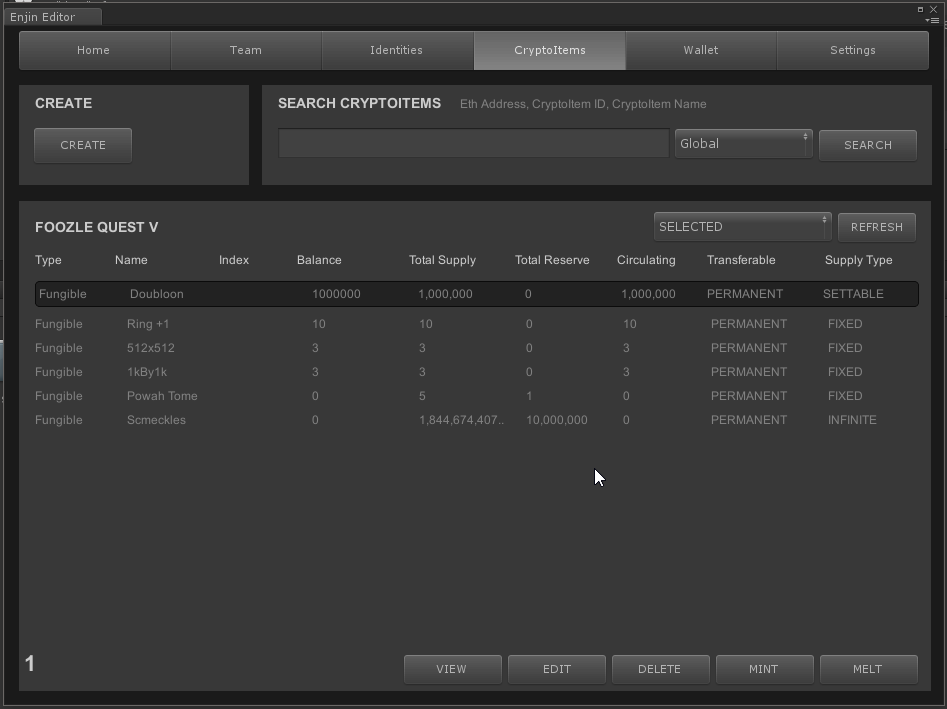 Enjin Editor
Home Team Identities CryptoItems Wallet Settings
CREATE
CREATE
SEARCH CRYPTOITEMS Eth Address, CryptoItem ID, CryptoItem Name
Global SEARCH
FOOZLE QUEST V SELECTED REFRESH
Type Name Index Balance Total Supply Total Reserve Circulating Transferable Supply Type
Fungible Doubloon 1000000 1,000,000 0 1,000,000 PERMANENT SETTABLE
Fungible Ring +1 10 10 0 10 PERMANENT FIXED
Fungible 512x512 3 3 0 3 PERMANENT FIXED
Fungible 1kBy1k 3 3 0 3 PERMANENT FIXED
Fungible Powah Tome 0 5 1 0 PERMANENT FIXED
Fungible Scmeckles 0 1,844,674,407.. 10,000,000 0 PERMANENT INFINITE
1 VIEW EDIT DELETE MINT MELT